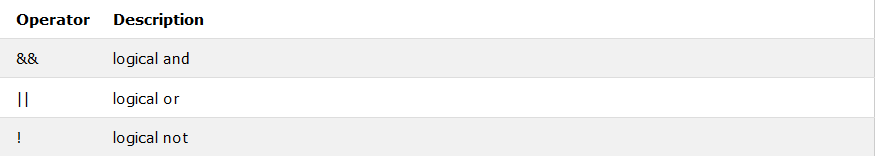 Operator Description
&& logical and
|| logical or
! logical not